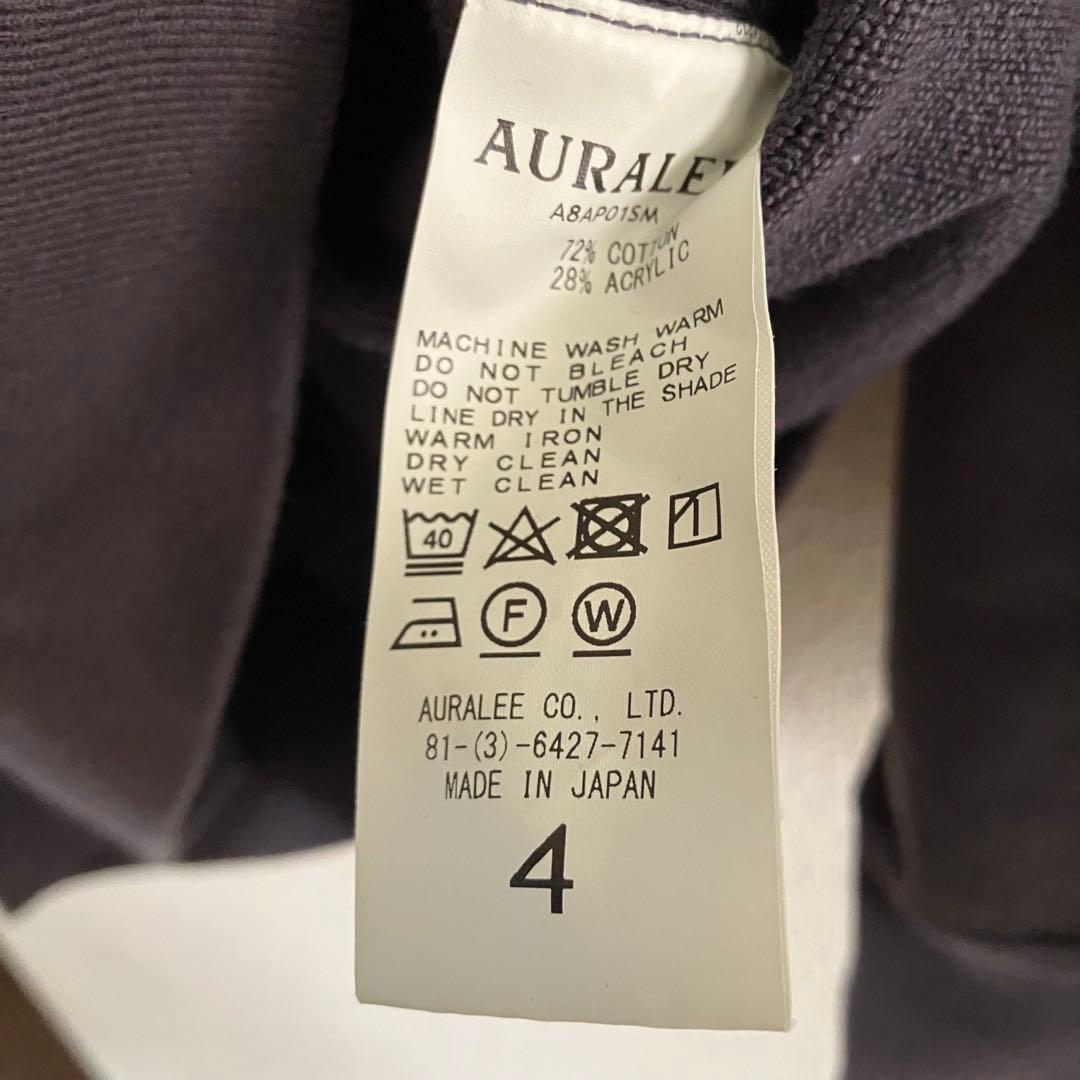 AURALEE
A8AP01SM
72% COTTON
28% ACRYLIC
MACHINE WASH WARM
DO NOT BLEACH
DO NOT TUMBLE DRY
LINE DRY IN THE SHADE
WARM IRON
DRY CLEAN
WET CLEAN
40
F W
AURALEE CO., LTD.
81-(3)-6427-7141
MADE IN JAPAN
4